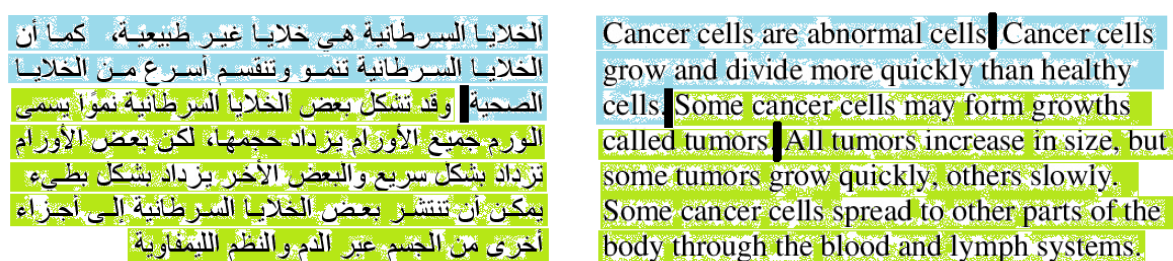 الخلايا السرطانية هي خلايا غير طبيعية، كما أن
الخلايا السرطانية تنمو وتنقسم أسرع من الخلايا
الصحية وقد تشكل بعض الخلايا السرطانية نموًا يسمى
الورم جميع الأورام يزداد حجمها، لكن بعض الأورام
تزداد بشكل سريع والبعض الأخر يزداد بشكل بطيء
يمكن أن تنتشر بعض الخلايا السرطانية إلى أجزاء
أخرى من الجسم عبر الدم والنظم الليمفاوية
Cancer cells are abnormal cells Cancer cells
grow and divide more quickly than healthy
cells Some cancer cells may form growths
called tumors All tumors increase in size, but
some tumors grow quickly, others slowly.
Some cancer cells spread to other parts of the
body through the blood and lymph systems.